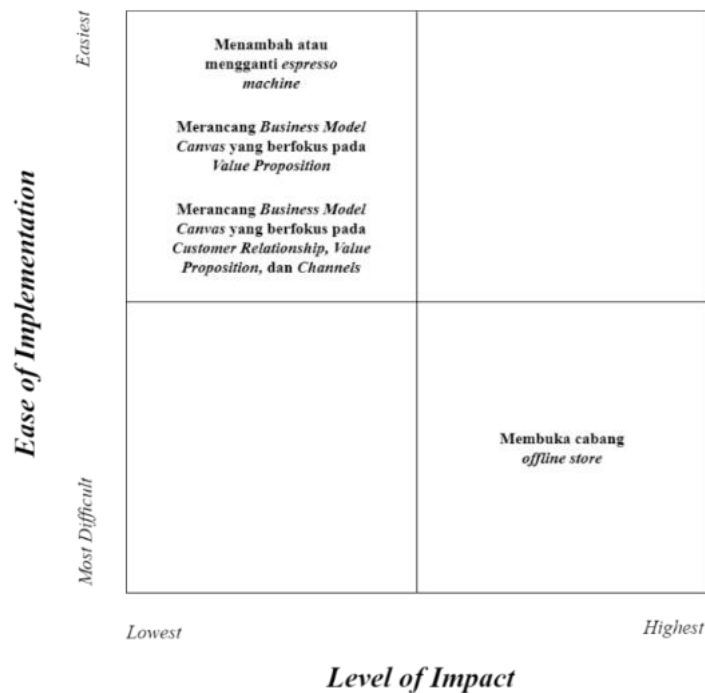 Easiest
Menambah atau
mengganti espresso
machine
Merancang Business Model
Canvas yang berfokus pada
Value Proposition
Merancang Business Model
Canvas yang berfokus pada
Customer Relationship, Value
Proposition, dan Channels
Ease of Implementation
Membuka cabang
offline store
Most Difficult
Lowest
Highest
Level of Impact